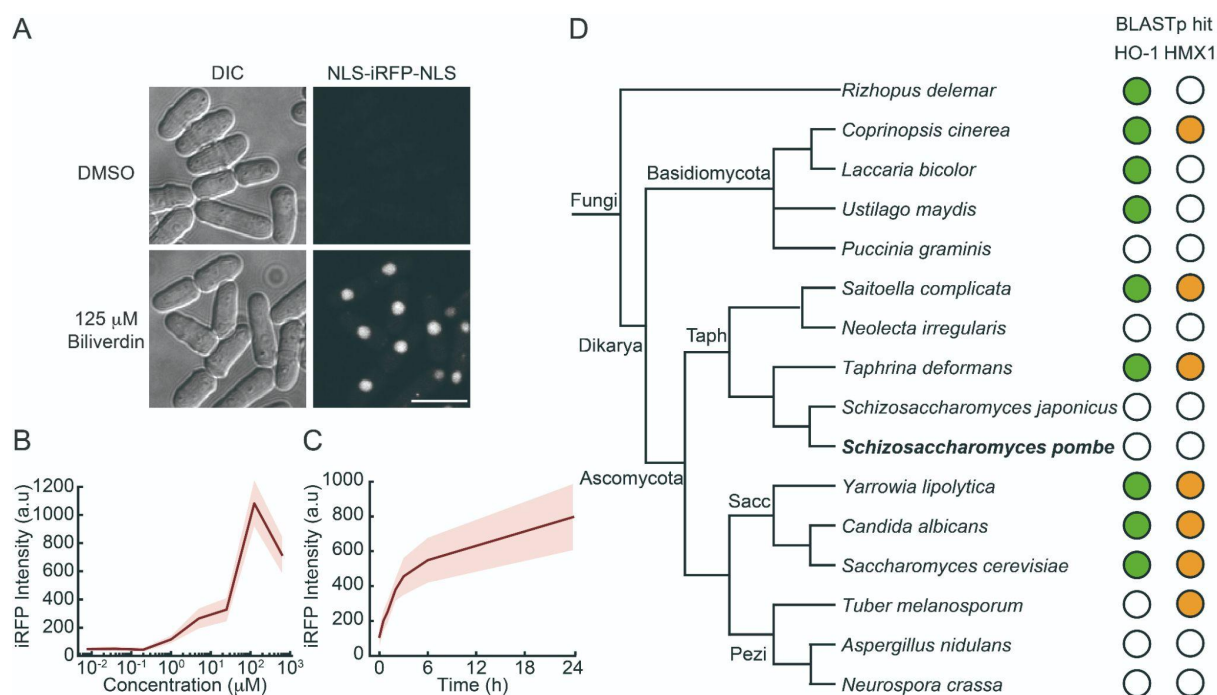 A
DIC
NLS-iRFP-NLS
DMSO
125 μM
Biliverdin
B
iRFP Intensity (a.u)
1200
1000
800
600
400
200
0
10-2
10-1
100
101
102
103
Concentration (μM)
C
iRFP Intensity (a.u)
1000
800
600
400
200
0
0
6
12
18
24
Time (h)
D
BLASTp hit
HO-1 HMX1
Fungi
Dikarya
Basidiomycota
Ascomycota
Taph
Sacc
Pezi
Rizhopus delemar
Coprinopsis cinerea
Laccaria bicolor
Ustilago maydis
Puccinia graminis
Saitoella complicata
Neolecta irregularis
Taphrina deformans
Schizosaccharomyces japonicus
Schizosaccharomyces pombe
Yarrowia lipolytica
Candida albicans
Saccharomyces cerevisiae
Tuber melanosporum
Aspergillus nidulans
Neurospora crassa